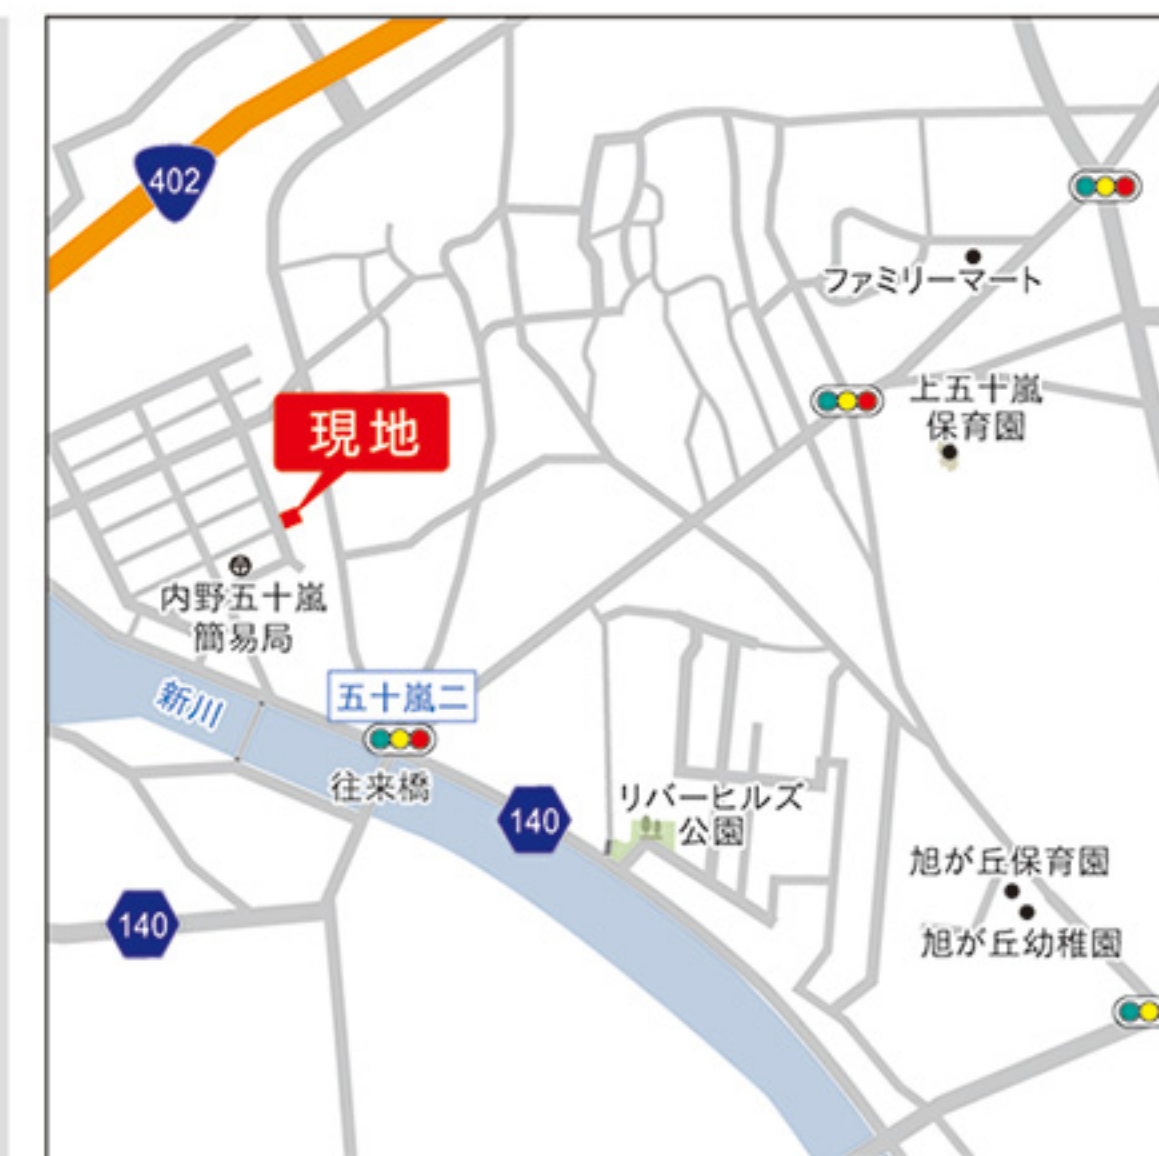 402
ファミリーマート
上五十嵐
保育園
現地
内野五十嵐
簡易局
新川
五十嵐二
往来橋
140
リバーヒルズ
公園
旭が丘保育園
140
旭が丘幼稚園